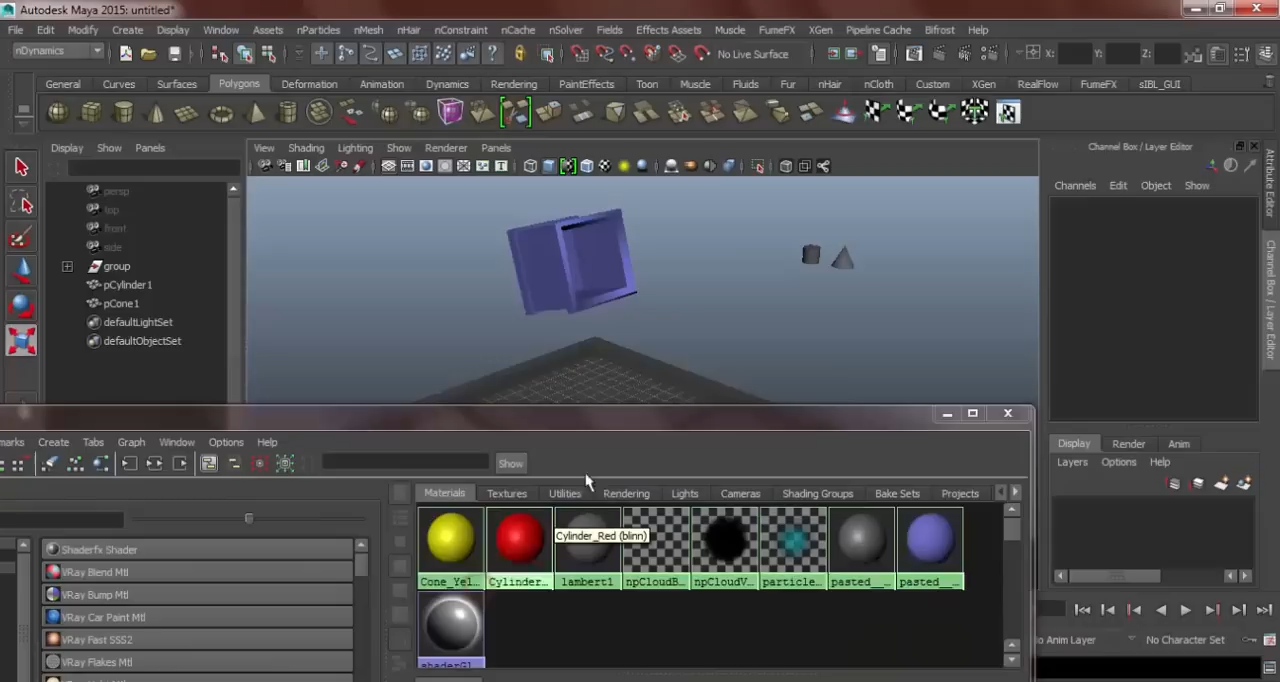 Autodesk Maya 2015: untitled*
File Edit Modify Create Display Window Assets nParticles nMesh nHair nConstraint nCache nSolver Fields Effects Assets Muscle FumeFX XGen Pipeline Cache Bifrost Help
nDynamics No Live Surface X: Y: Z:
General Curves Surfaces Polygons Deformation Animation Dynamics Rendering PaintEffects Toon Muscle Fluids Fur nHair nCloth Custom XGen RealFlow FumeFX sIBL_GUI
Display Show Panels
View Shading Lighting Show Renderer Panels
Channel Box / Layer Editor
Channels Edit Object Show
Attribute Editor
Channel Box / Layer Editor
persp
top
front
side
group
pCylinder1
pCone1
defaultLightSet
defaultObjectSet
marks Create Tabs Graph Window Options Help
Show
Materials Textures Utilities Rendering Lights Cameras Shading Groups Bake Sets Projects
Cylinder_Red (blinn)
Cone_Yel... Cylinder... lambert1 npCloudB... npCloudV... particle... pasted__... pasted__...
shaderGl...
Shaderfx Shader
VRay Blend Mtl
VRay Bump Mtl
VRay Car Paint Mtl
VRay Fast SSS2
VRay Flakes Mtl
Display Render Anim
Layers Options Help
No Anim Layer No Character Set